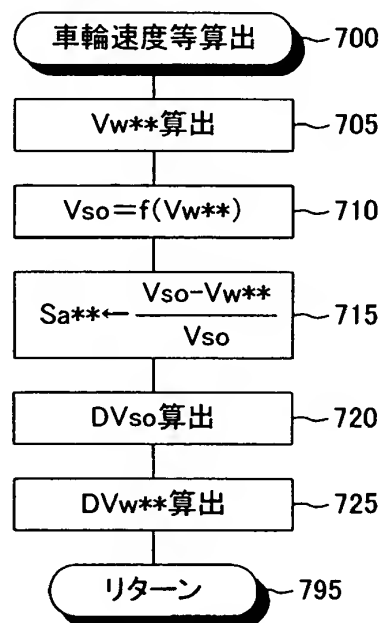 車輪速度等算出 700
Vw**算出 705
Vso=f(Vw**) 710
Sa**← Vso-Vw** / Vso 715
DVso算出 720
DVw**算出 725
リターン 795